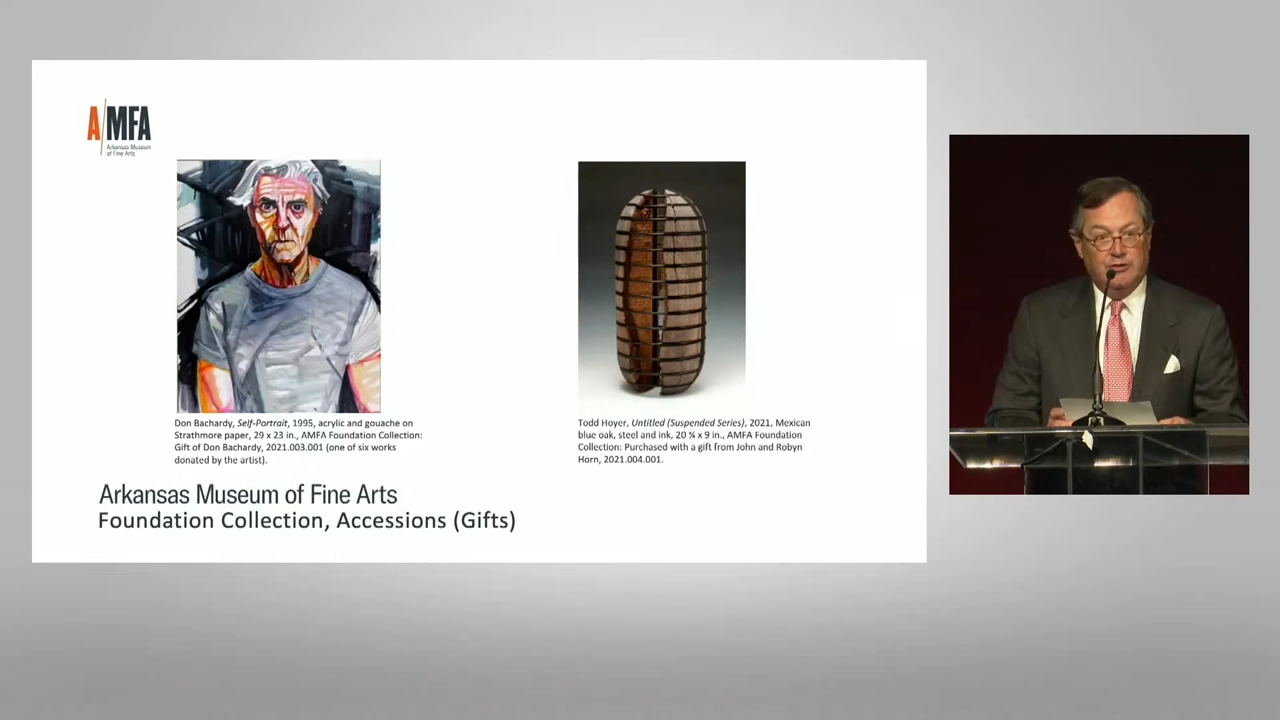 A/MFA
Arkansas Museum
of Fine Arts
Don Bachardy, Self-Portrait, 1995, acrylic and gouache on
Strathmore paper, 29 x 23 in., AMFA Foundation Collection:
Gift of Don Bachardy, 2021.003.001 (one of six works
donated by the artist).
Todd Hoyer, Untitled (Suspended Series), 2021, Mexican
blue oak, steel and ink, 20 ¾ x 9 in., AMFA Foundation
Collection: Purchased with a gift from John and Robyn
Horn, 2021.004.001.
Arkansas Museum of Fine Arts
Foundation Collection, Accessions (Gifts)